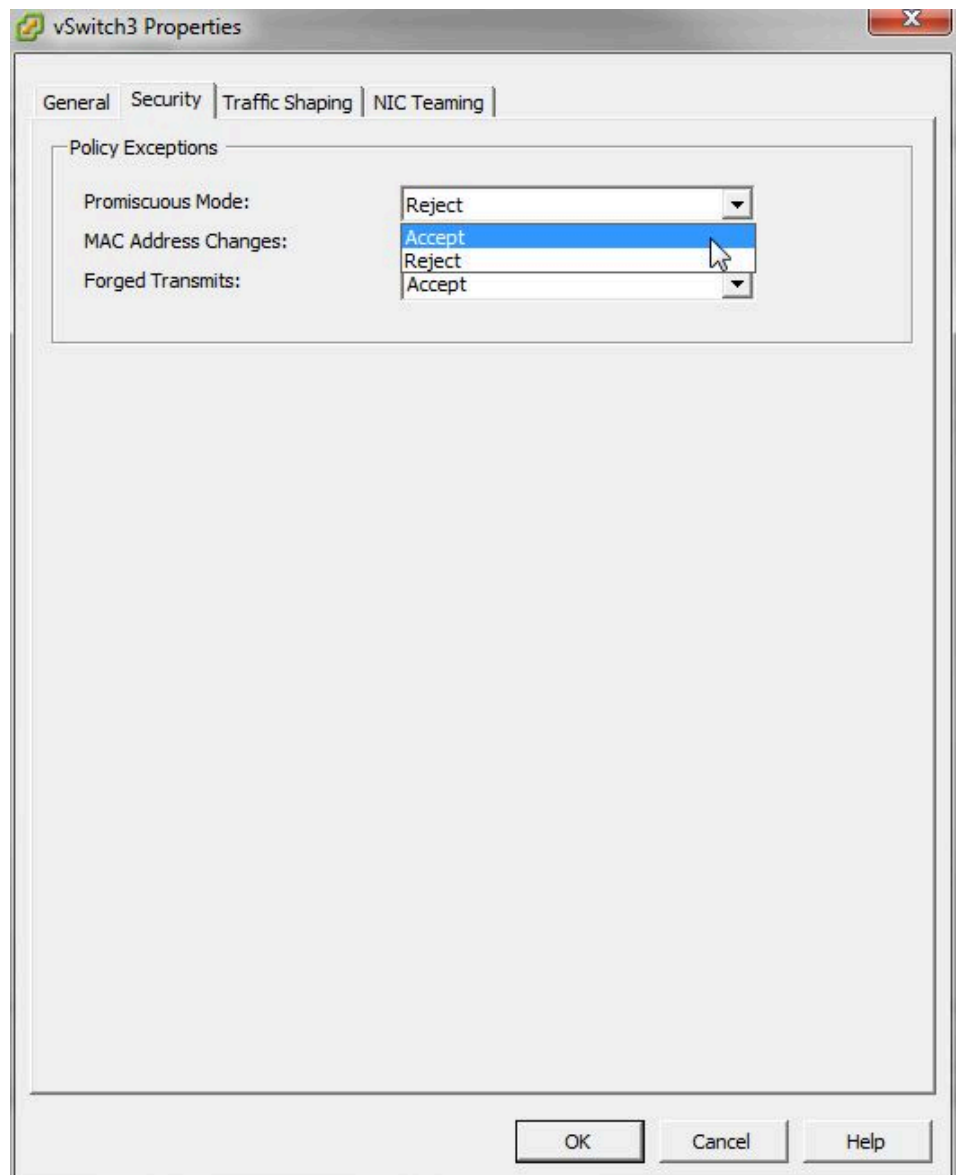 vSwitch3 Properties
General Security Traffic Shaping NIC Teaming
Policy Exceptions
Promiscuous Mode: Reject
MAC Address Changes: Accept
Reject
Forged Transmits: Accept
OK Cancel Help